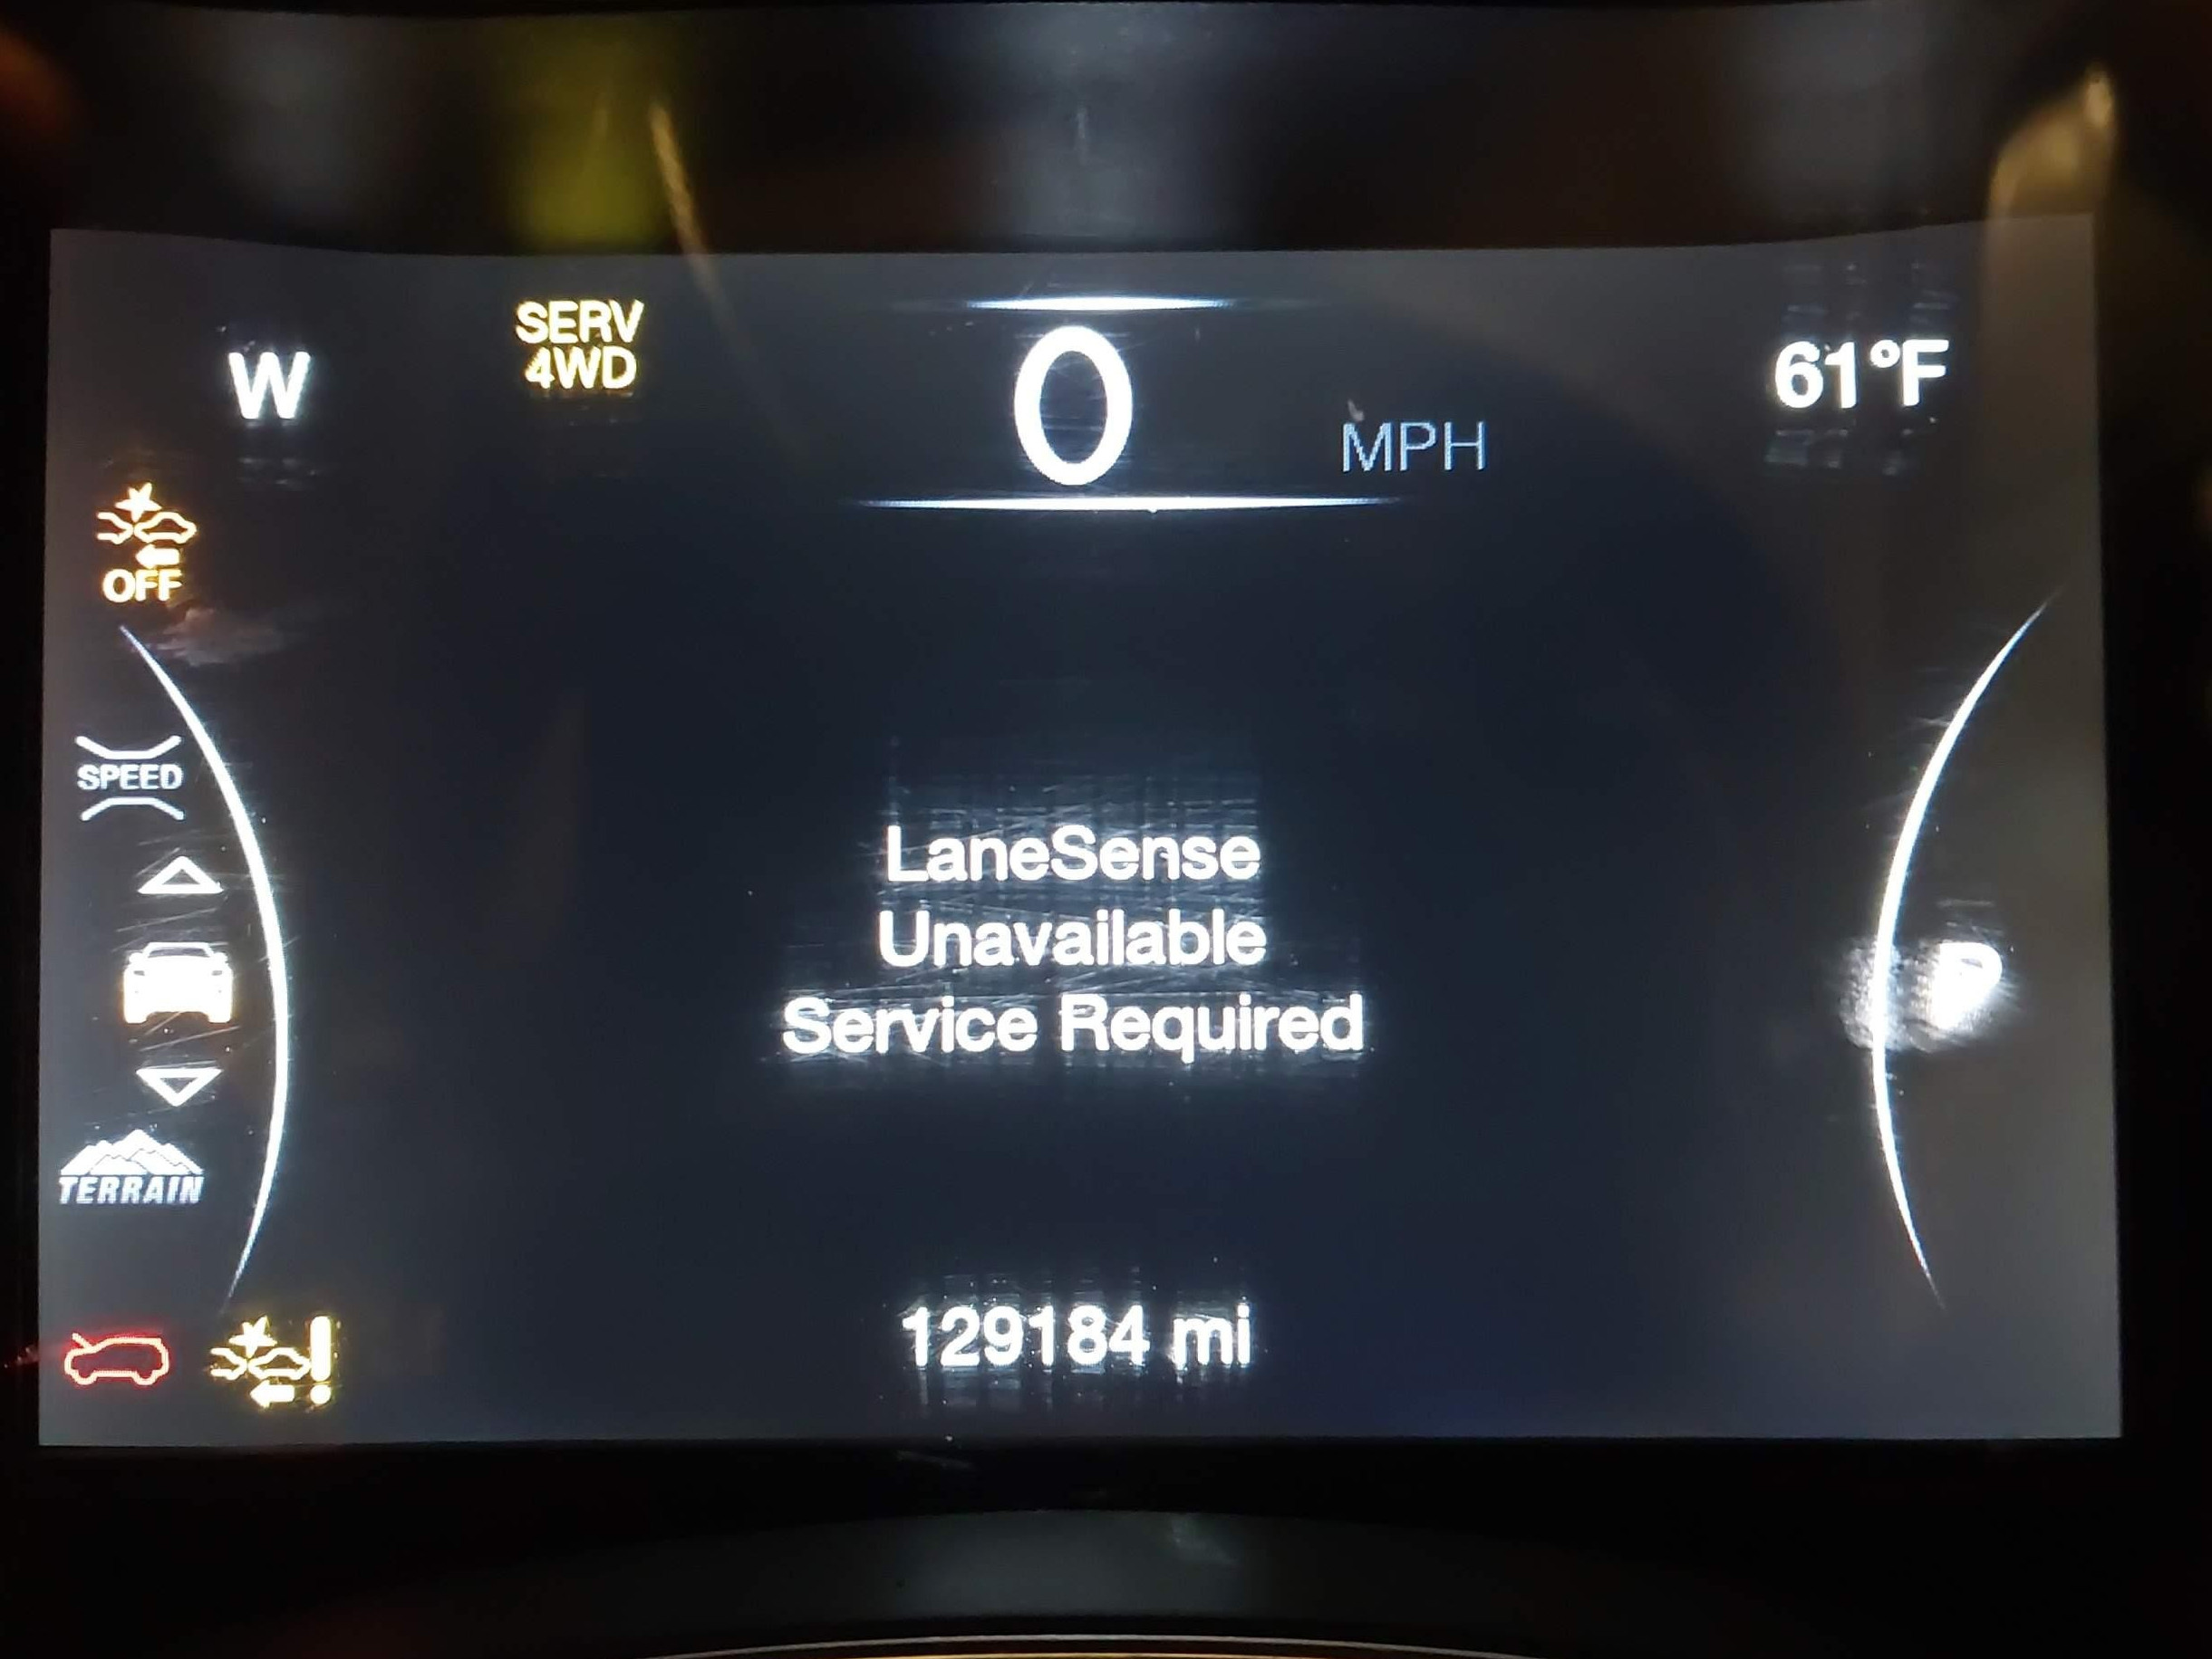 W
SERV
4WD
0
MPH
61°F
OFF
SPEED
LaneSense
Unavailable
Service Required
P
TERRAIN
!
129184 mi